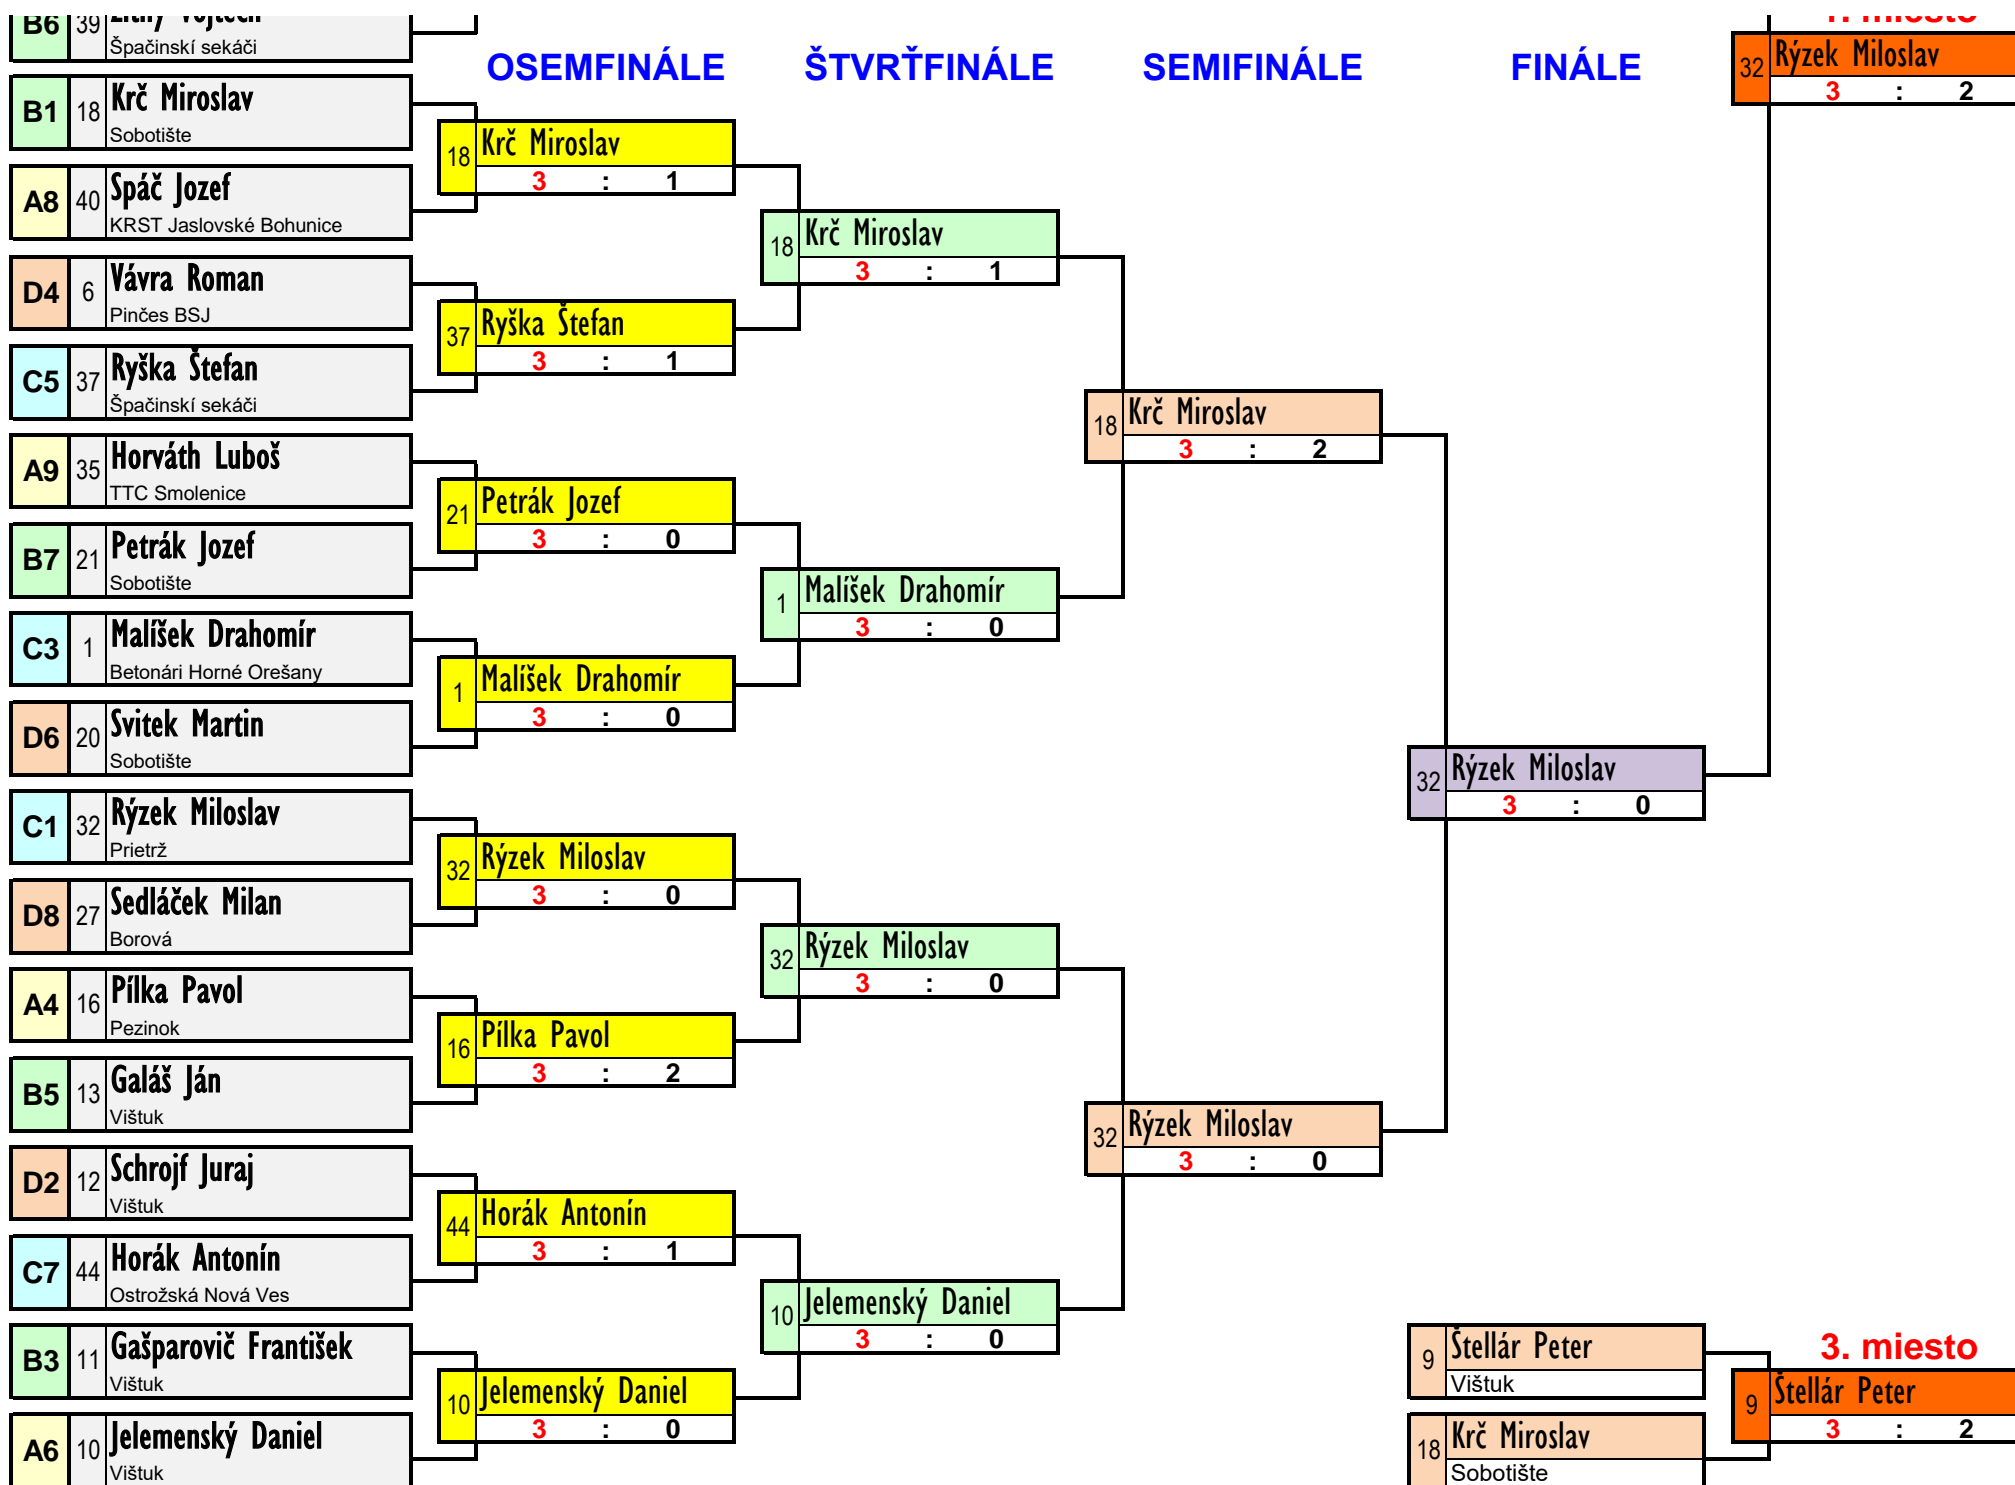 B6 39
Špačinskí sekáči
OSEMFINÁLE ŠTVRŤFINÁLE SEMIFINÁLE FINÁLE
32 Rýzek Miloslav
3 : 2
B1 18 Krč Miroslav
Sobotište
A8 40 Spáč Jozef
KRST Jaslovské Bohunice
D4 6 Vávra Roman
Pinčes BSJ
C5 37 Ryška Štefan
Špačinskí sekáči
A9 35 Horváth Luboš
TTC Smolenice
B7 21 Petrák Jozef
Sobotište
C3 1 Malíšek Drahomír
Betonári Horné Orešany
D6 20 Svitek Martin
Sobotište
C1 32 Rýzek Miloslav
Prietrž
D8 27 Sedláček Milan
Borová
A4 16 Pílka Pavol
Pezinok
B5 13 Galáš Ján
Vištuk
D2 12 Schrojf Juraj
Vištuk
C7 44 Horák Antonín
Ostrožská Nová Ves
B3 11 Gašparovič František
Vištuk
A6 10 Jelemenský Daniel
Vištuk
18 Krč Miroslav
3 : 1
37 Ryška Štefan
3 : 1
21 Petrák Jozef
3 : 0
1 Malíšek Drahomír
3 : 0
32 Rýzek Miloslav
3 : 0
16 Pílka Pavol
3 : 2
44 Horák Antonín
3 : 1
10 Jelemenský Daniel
3 : 0
18 Krč Miroslav
3 : 1
1 Malíšek Drahomír
3 : 0
32 Rýzek Miloslav
3 : 0
10 Jelemenský Daniel
3 : 0
18 Krč Miroslav
3 : 2
32 Rýzek Miloslav
3 : 0
32 Rýzek Miloslav
3 : 0
9 Štellár Peter
Vištuk
18 Krč Miroslav
Sobotište
3. miesto
9 Štellár Peter
3 : 2